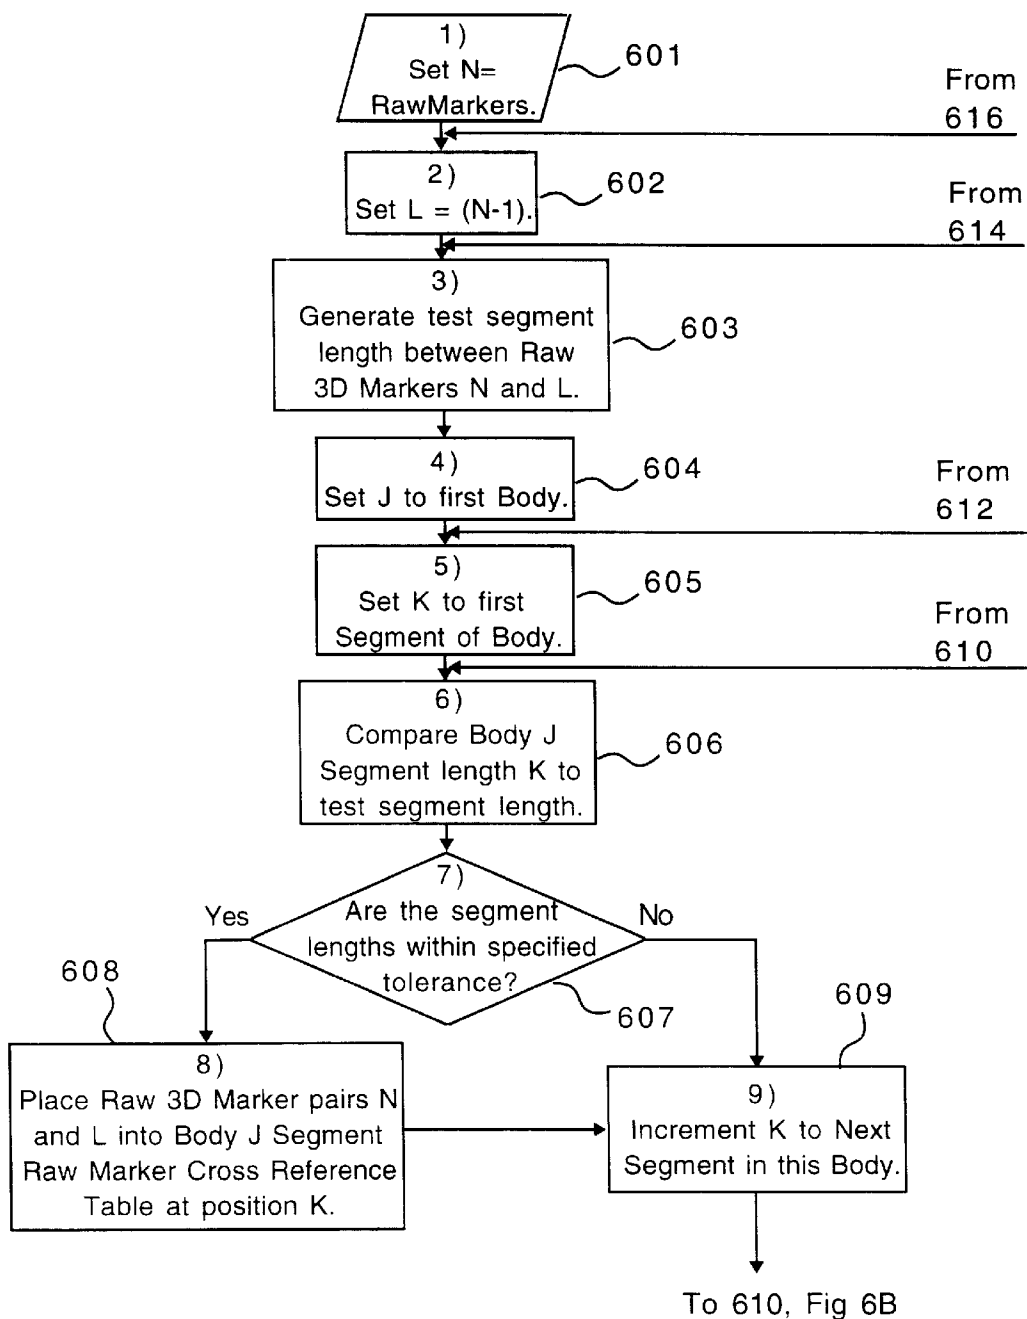 1)
Set N=
RawMarkers.
601
From
616
2)
Set L = (N-1).
602
From
614
3)
Generate test segment
length between Raw
3D Markers N and L.
603
4)
Set J to first Body.
604
From
612
5)
Set K to first
Segment of Body.
605
From
610
6)
Compare Body J
Segment length K to
test segment length.
606
7)
Are the segment
lengths within specified
tolerance?
Yes
No
607
608
8)
Place Raw 3D Marker pairs N
and L into Body J Segment
Raw Marker Cross Reference
Table at position K.
609
9)
Increment K to Next
Segment in this Body.
To 610, Fig 6B